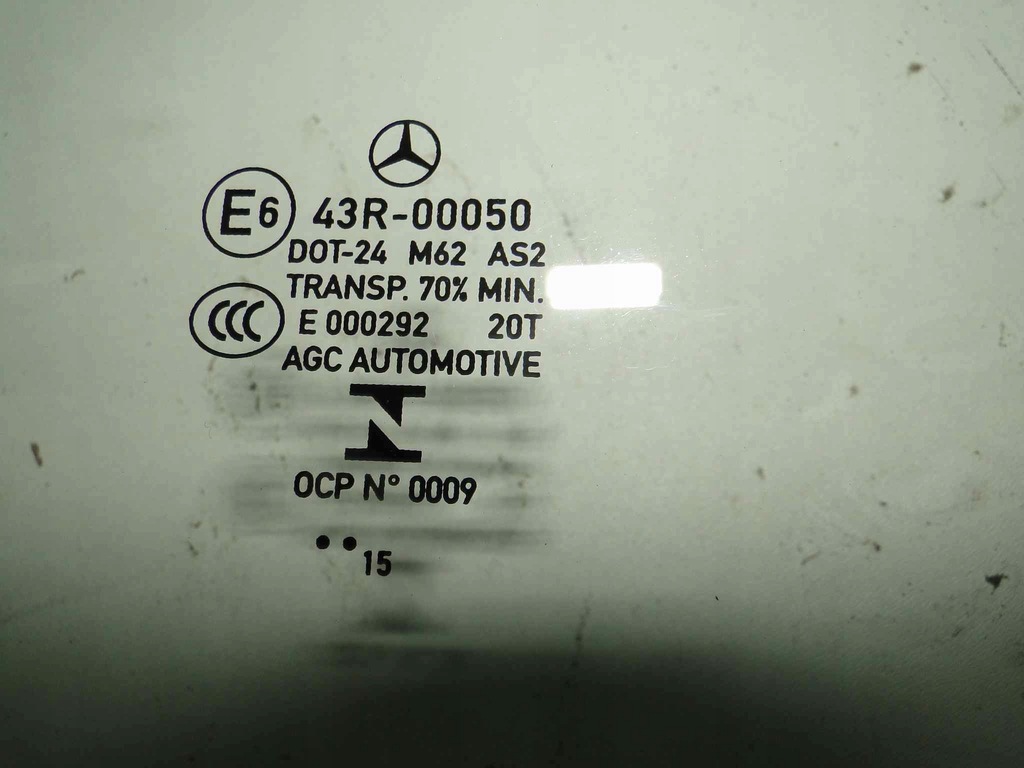 E6 43R-00050
DOT-24 M62 AS2
TRANSP. 70% MIN.
CCC E 000292 20T
AGC AUTOMOTIVE
OCP N° 0009
•• 15